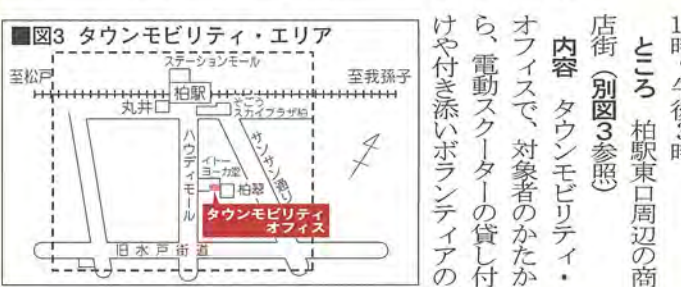 ■図3 タウンモビリティ・エリア
ステーションモール
至松戸
至我孫子
柏駅
丸井
そごう
スカイプラザ柏
ハウディモール
サンサン通り
イトー
ヨーカ堂
柏翠
タウンモビリティ
オフィス
旧水戸街道
ところ 柏駅東口周辺の商
店街(別図3参照)
内容 タウンモビリティ・
オフィスで、対象者のかたか
ら、電動スクーターの貸し付
けや付き添いボランティアの